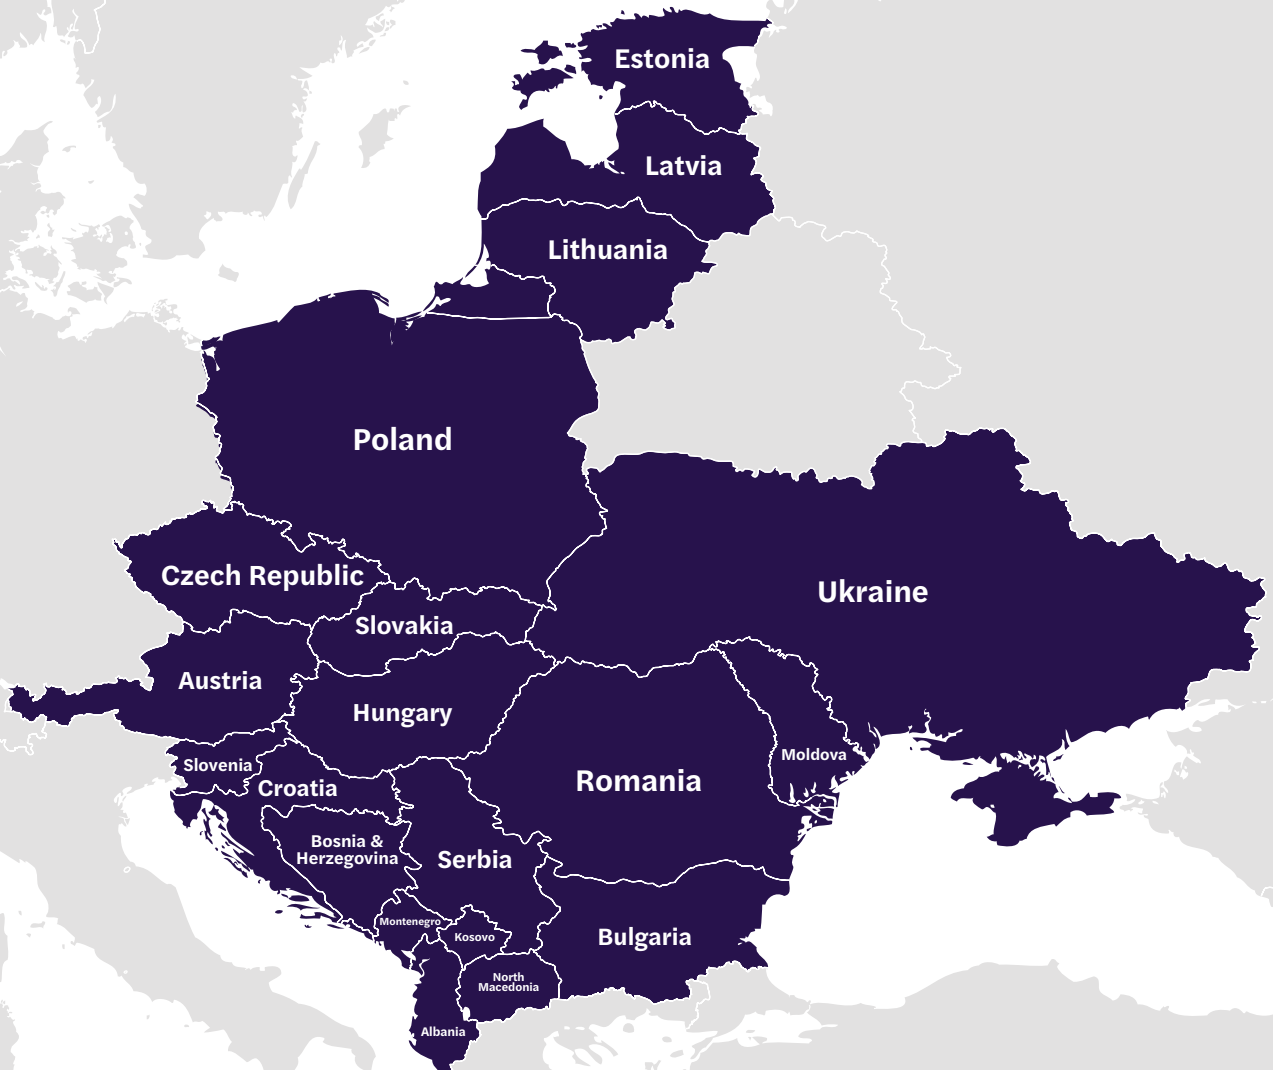 Estonia
Latvia
Lithuania
Poland
Czech Republic
Ukraine
Slovakia
Austria
Hungary
Moldova
Slovenia
Romania
Croatia
Bosnia &
Herzegovina
Serbia
Montenegro
Kosovo
Bulgaria
North
Macedonia
Albania